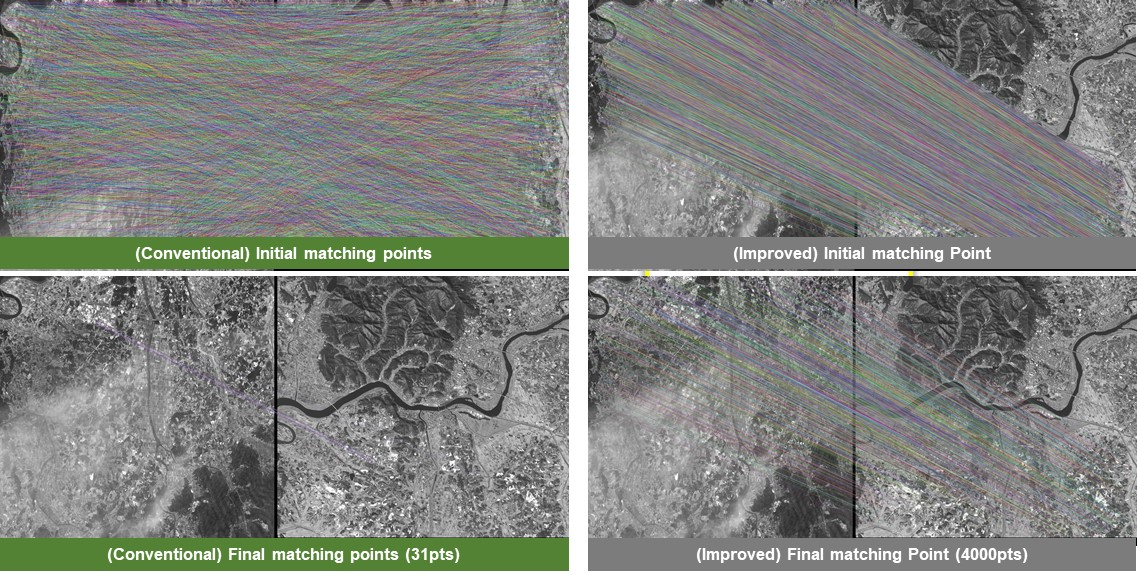 (Conventional) Initial matching points
(Improved) Initial matching Point
(Conventional) Final matching points (31pts)
(Improved) Final matching Point (4000pts)